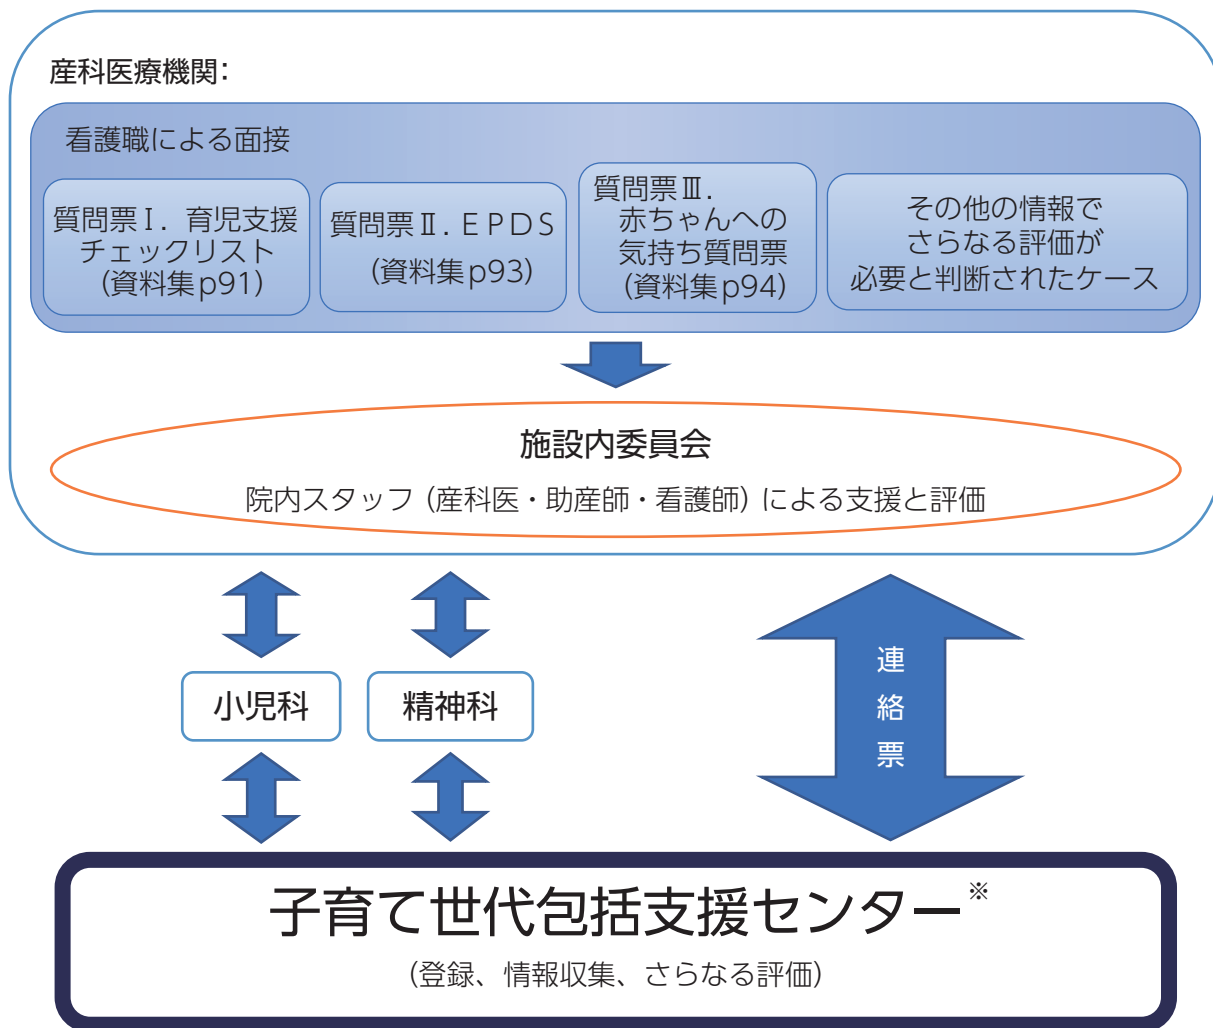 産科医療機関：
看護職による面接
質問票Ⅰ．育児支援
チェックリスト
（資料集p91）
質問票Ⅱ．ＥＰＤＳ
（資料集p93）
質問票Ⅲ．
赤ちゃんへの
気持ち質問票
（資料集p94）
その他の情報で
さらなる評価が
必要と判断されたケース
施設内委員会
院内スタッフ（産科医・助産師・看護師）による支援と評価
小児科
精神科
連
絡
票
子育て世代包括支援センター※
（登録、情報収集、さらなる評価）